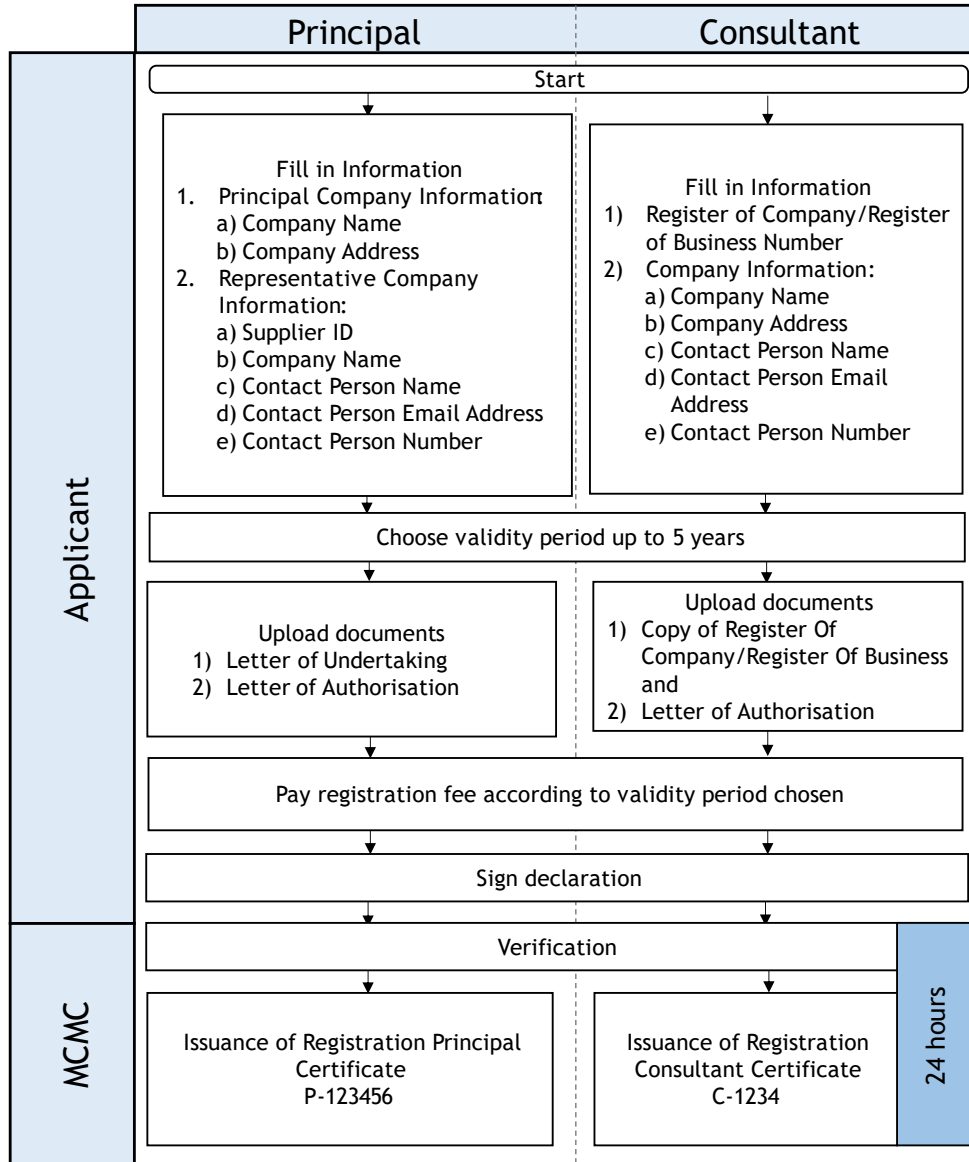 Principal
Consultant
Applicant
Start
Fill in Information
1. Principal Company Information:
a) Company Name
b) Company Address
2. Representative Company
Information:
a) Supplier ID
b) Company Name
c) Contact Person Name
d) Contact Person Email Address
e) Contact Person Number
Fill in Information
1) Register of Company/Register
of Business Number
2) Company Information:
a) Company Name
b) Company Address
c) Contact Person Name
d) Contact Person Email
Address
e) Contact Person Number
Choose validity period up to 5 years
Upload documents
1) Letter of Undertaking
2) Letter of Authorisation
Upload documents
1) Copy of Register Of
Company/Register Of Business
and
2) Letter of Authorisation
Pay registration fee according to validity period chosen
Sign declaration
MCMC
Verification
Issuance of Registration Principal
Certificate
P-123456
Issuance of Registration
Consultant Certificate
C-1234
24 hours